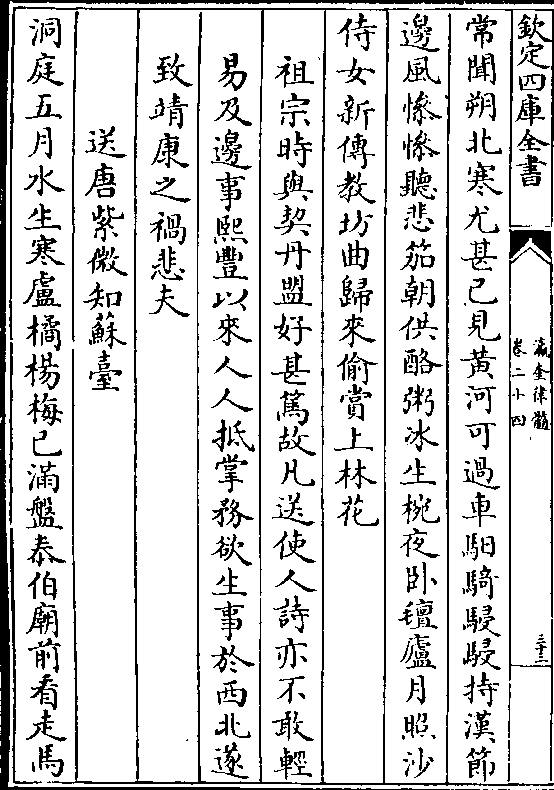 欽定四庫全書
瀛奎律髓
卷二十四
三十二
常聞朔北寒尤甚已見黃河可過車馹騎駸駸持漢節
邊風慘慘聽悲笳朝供酪粥冰生椀夜卧氊廬月照沙
侍女新傳教坊曲歸來偷賞上林花
祖宗時與契丹盟好甚篤故凡送使人詩亦不敢輕
易及邊事熙豐以來人人抵掌務欲生事於西北遂
致靖康之禍悲夫
送唐紫微知蘇臺
洞庭五月水生寒盧橘楊梅已滿盤泰伯廟前看走馬